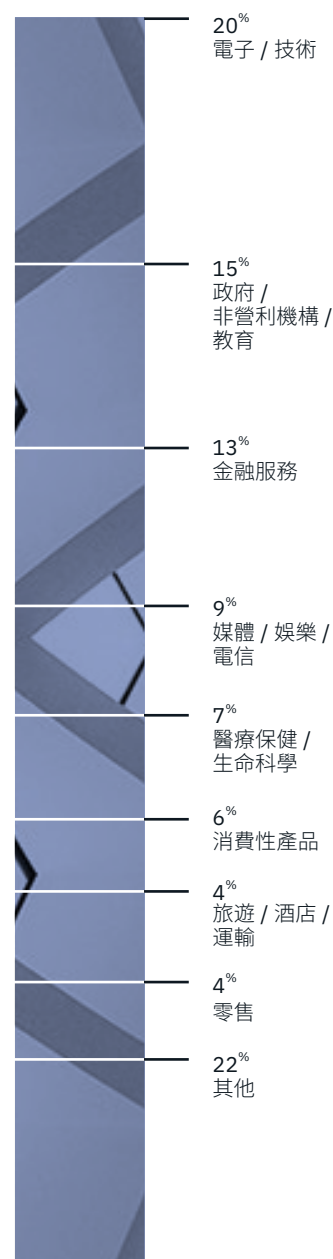 20%
電子 / 技術
15%
政府 /
非營利機構 /
教育
13%
金融服務
9%
媒體 / 娛樂 /
電信
7%
醫療保健 /
生命科學
6%
消費性產品
4%
旅遊 / 酒店 /
運輸
4%
零售
22%
其他